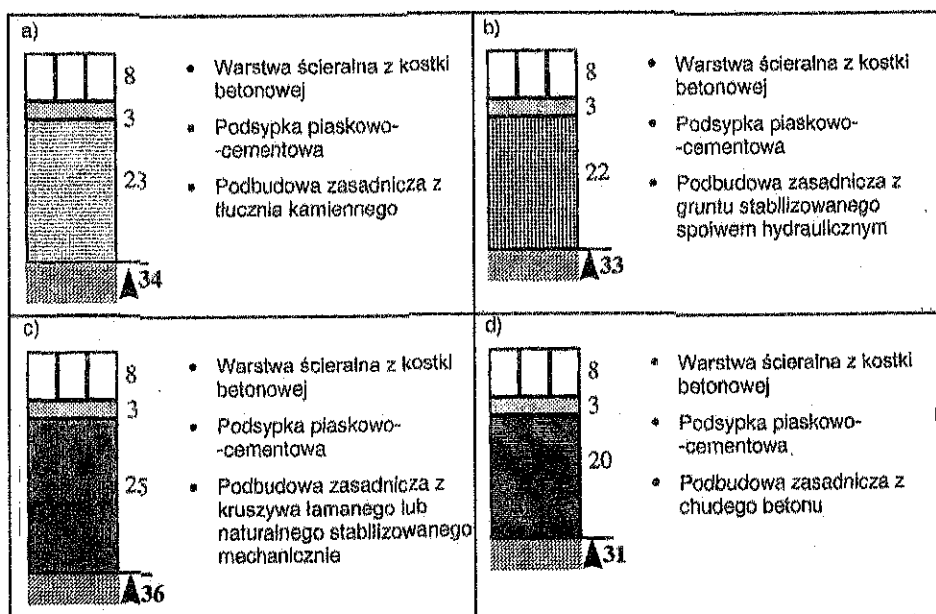 a)
8
3
23
34
• Warstwa ścieralna z kostki
betonowej
• Podsypka piaskowo-
-cementowa
• Podbudowa zasadnicza z
tłucznia kamiennego
b)
8
3
22
33
• Warstwa ścieralna z kostki
betonowej
• Podsypka piaskowo-
-cementowa
• Podbudowa zasadnicza z
gruntu stabilizowanego
spoiwem hydraulicznym
c)
8
3
25
36
• Warstwa ścieralna z kostki
betonowej
• Podsypka piaskowo-
-cementowa
• Podbudowa zasadnicza z
kruszywa łamanego lub
naturalnego stabilizowanego
mechanicznie
d)
8
3
20
31
• Warstwa ścieralna z kostki
betonowej
• Podsypka piaskowo-
-cementowa
• Podbudowa zasadnicza z
chudego betonu